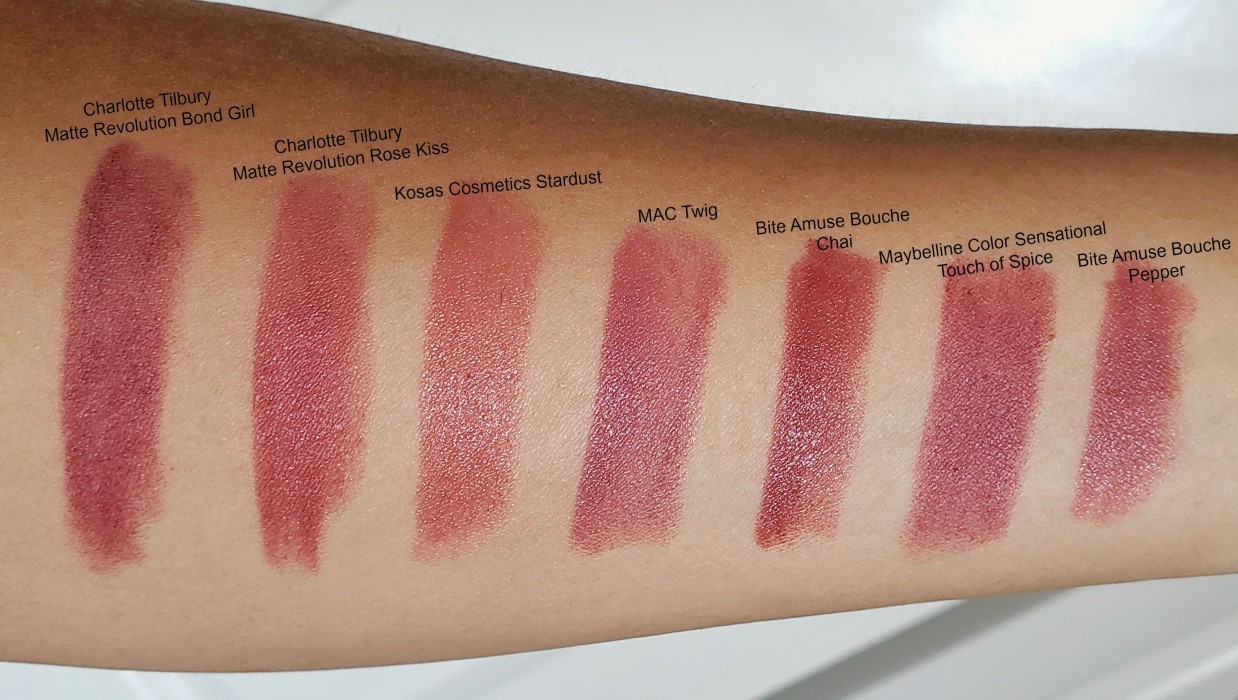 Charlotte Tilbury
Matte Revolution Bond Girl
Charlotte Tilbury
Matte Revolution Rose Kiss
Kosas Cosmetics Stardust
MAC Twig
Bite Amuse Bouche
Chai
Maybelline Color Sensational
Touch of Spice
Bite Amuse Bouche
Pepper